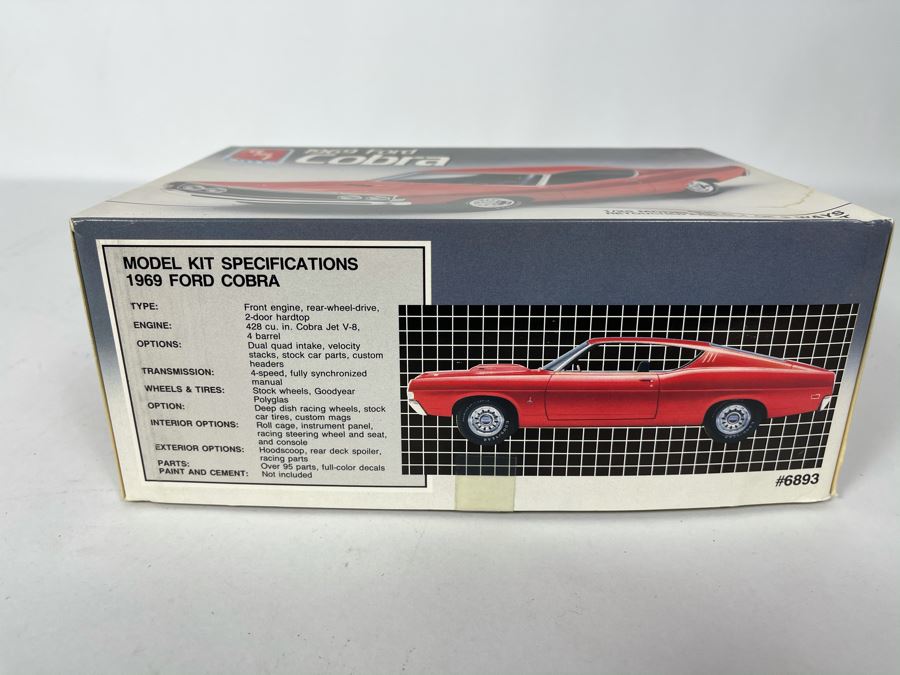 1969 Ford
Cobra
MODEL KIT SPECIFICATIONS
1969 FORD COBRA
TYPE: Front engine, rear-wheel-drive,
2-door hardtop
ENGINE: 428 cu. in. Cobra Jet V-8,
4 barrel
OPTIONS: Dual quad intake, velocity
stacks, stock car parts, custom
headers
TRANSMISSION: 4-speed, fully synchronized
manual
WHEELS & TIRES: Stock wheels, Goodyear
Polyglas
OPTION: Deep dish racing wheels, stock
car tires, custom mags
INTERIOR OPTIONS: Roll cage, instrument panel,
racing steering wheel and seat,
and console
EXTERIOR OPTIONS: Hoodscoop, rear deck spoiler,
racing parts
PARTS: Over 95 parts, full-color decals
PAINT AND CEMENT: Not included
#6893